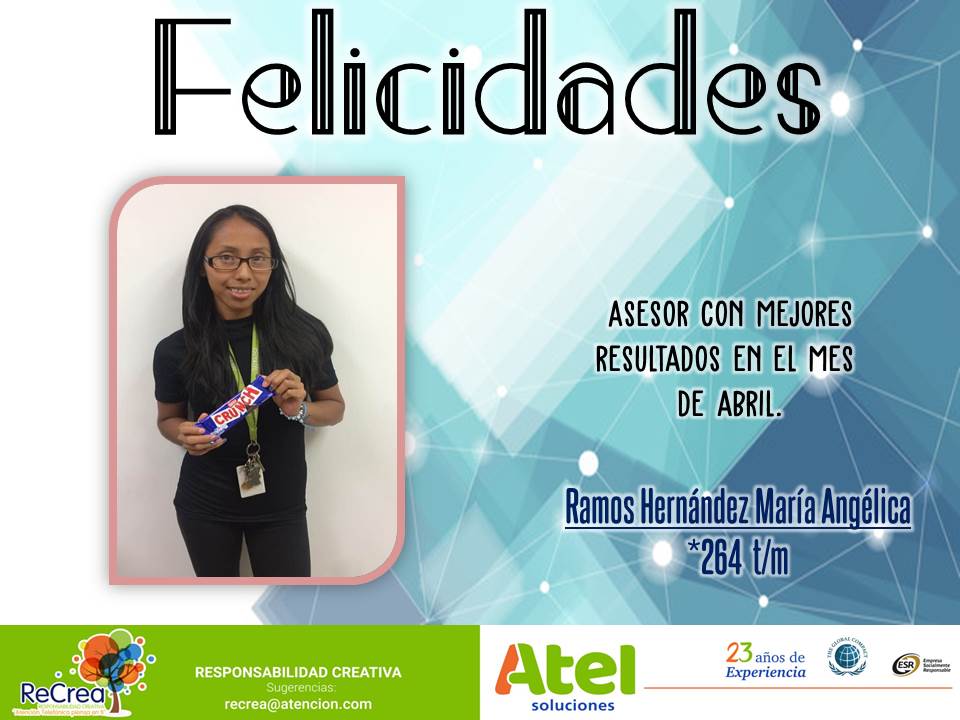 Felicidades
CRUNCH
ASESOR CON MEJORES
RESULTADOS EN EL MES
DE ABRIL.
Ramos Hernández María Angélica
*264 t/m
ReCrea
RESPONSABILIDAD CREATIVA
RESPONSABILIDAD CREATIVA
Sugerencias:
recrea@atencion.com
Atel
soluciones
23 años de
Experiencia
THE GLOBAL COMPACT
ESR
Empresa
Socialmente
Responsable